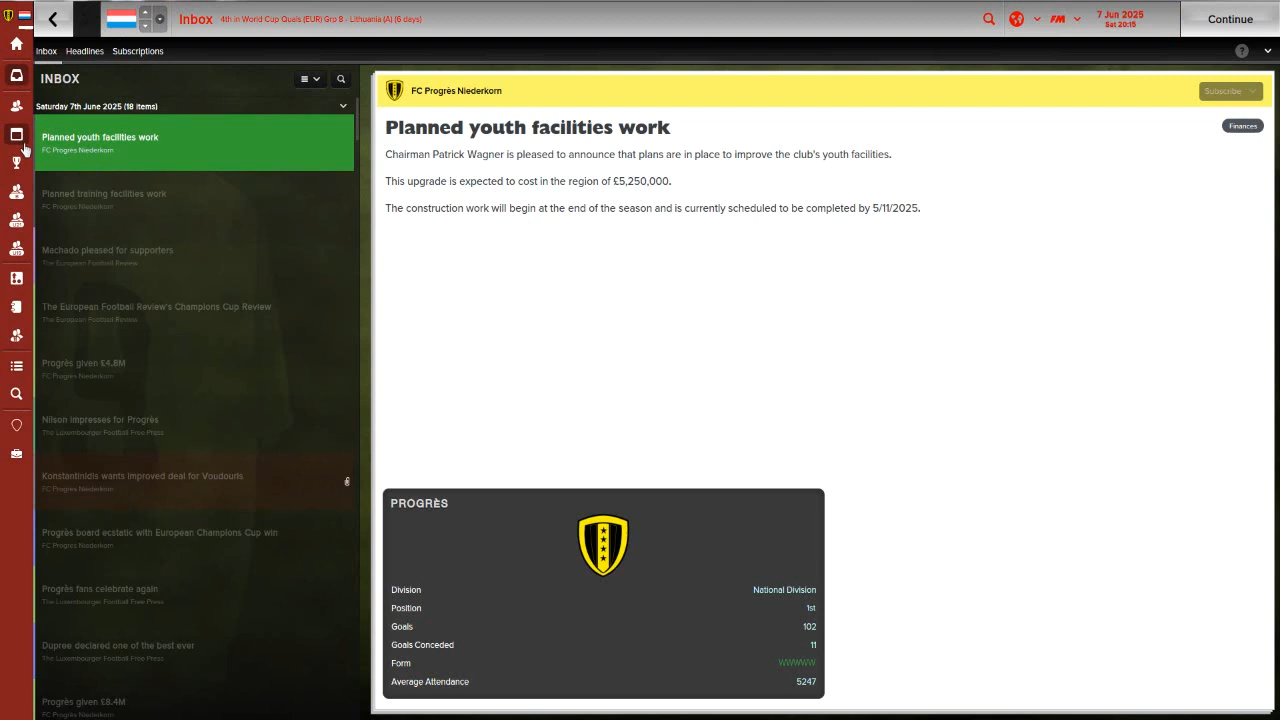 Inbox
4th in World Cup Quals (EUR) Grp 8 - Lithuania (A) (6 days)
FM
7 Jun 2025
Sat 20:15
Continue
Inbox
Headlines
Subscriptions
INBOX
Saturday 7th June 2025 (18 items)
Planned youth facilities work
FC Progrès Niederkorn
Planned training facilities work
FC Progrès Niederkorn
Machado pleased for supporters
The European Football Review
The European Football Review's Champions Cup Review
The European Football Review
Progrès given £4.8M
FC Progrès Niederkorn
Nilson impresses for Progrès
The Luxembourger Football Free Press
Konstantinidis wants improved deal for Voudouris
FC Progrès Niederkorn
Progrès board ecstatic with European Champions Cup win
FC Progrès Niederkorn
Progrès fans celebrate again
The Luxembourger Football Free Press
Dupree declared one of the best ever
The Luxembourger Football Free Press
Progrès given £8.4M
FC Progrès Niederkorn
FC Progrès Niederkorn
Subscribe
Planned youth facilities work
Finances
Chairman Patrick Wagner is pleased to announce that plans are in place to improve the club's youth facilities.
This upgrade is expected to cost in the region of £5,250,000.
The construction work will begin at the end of the season and is currently scheduled to be completed by 5/11/2025.
PROGRÈS
Division National Division
Position 1st
Goals 102
Goals Conceded 11
Form WWWWW
Average Attendance 5247